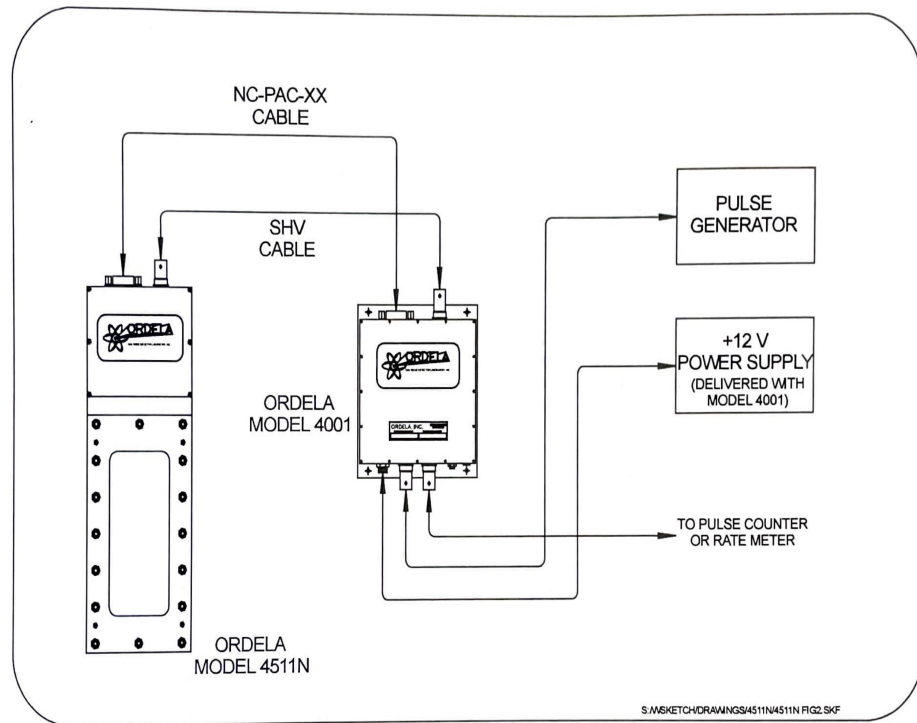 NC-PAC-XX
CABLE
SHV
CABLE
PULSE
GENERATOR
+12 V
POWER SUPPLY
(DELIVERED WITH
MODEL 4001)
ORDELA
ORDELA
ORDELA
MODEL 4001
ORDELA, INC.
TO PULSE COUNTER
OR RATE METER
ORDELA
MODEL 4511N
S:/WSKETCH/DRAWINGS/4511N/4511N FIG2.SKF